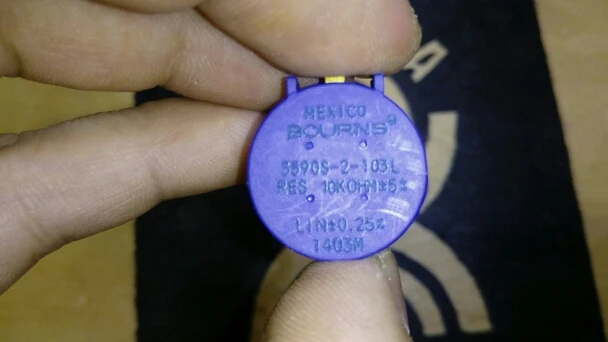 MEXICO
BOURNS®
3590S-2-103L
RES 10KOHM±5%
LIN±0.25%
1403M
A